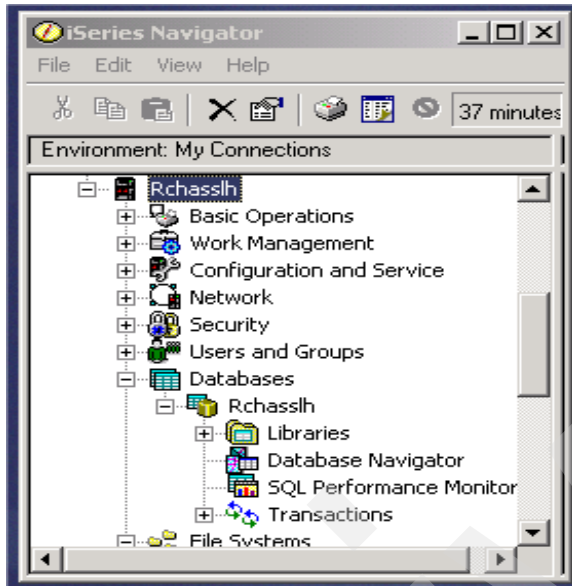 iSeries Navigator
File Edit View Help
37 minutes
Environment: My Connections
Rchasslh
Basic Operations
Work Management
Configuration and Service
Network
Security
Users and Groups
Databases
Rchasslh
Libraries
Database Navigator
SQL Performance Monitor
Transactions
File Systems